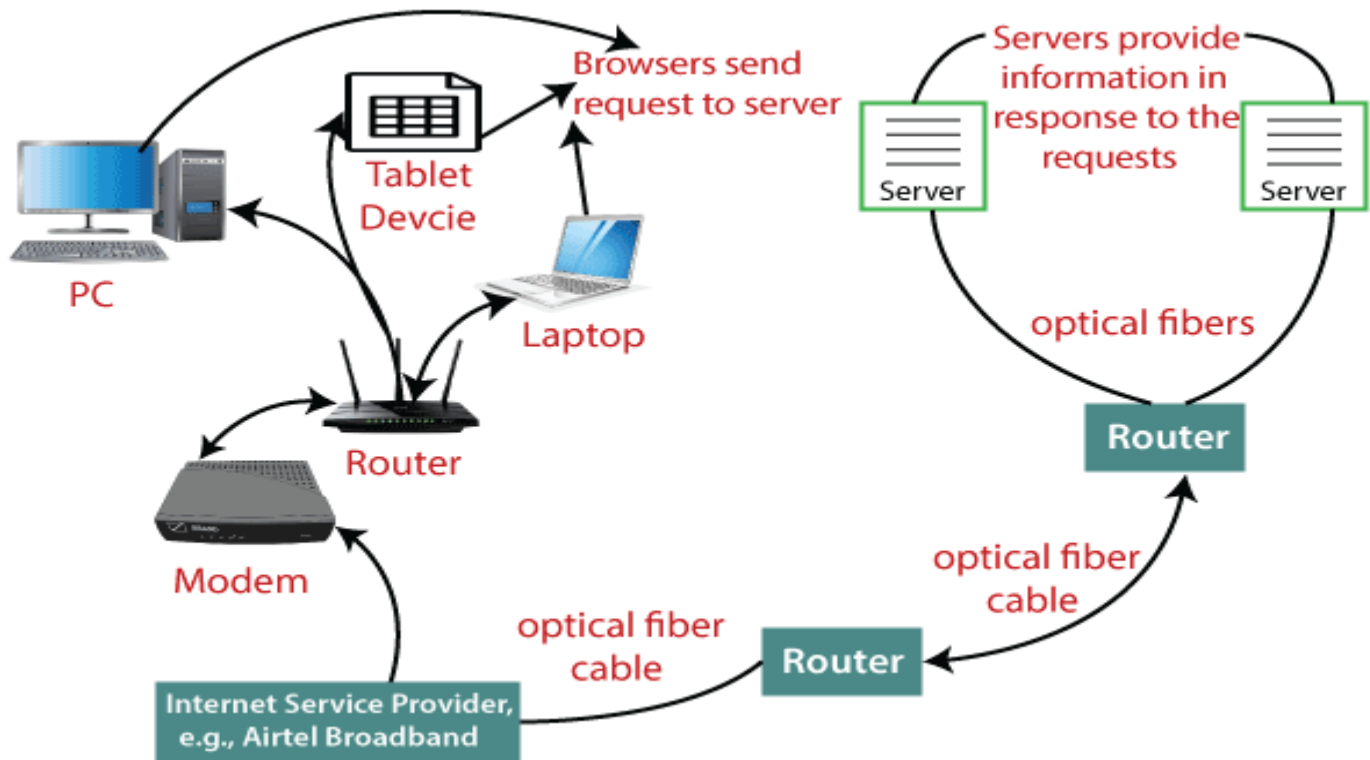 Browsers send
request to server
Servers provide
information in
response to the
requests
Server
Server
Tablet
Devcie
PC
Laptop
optical fibers
Router
Router
Modem
optical fiber
cable
optical fiber
cable
Router
Internet Service Provider,
e.g., Airtel Broadband